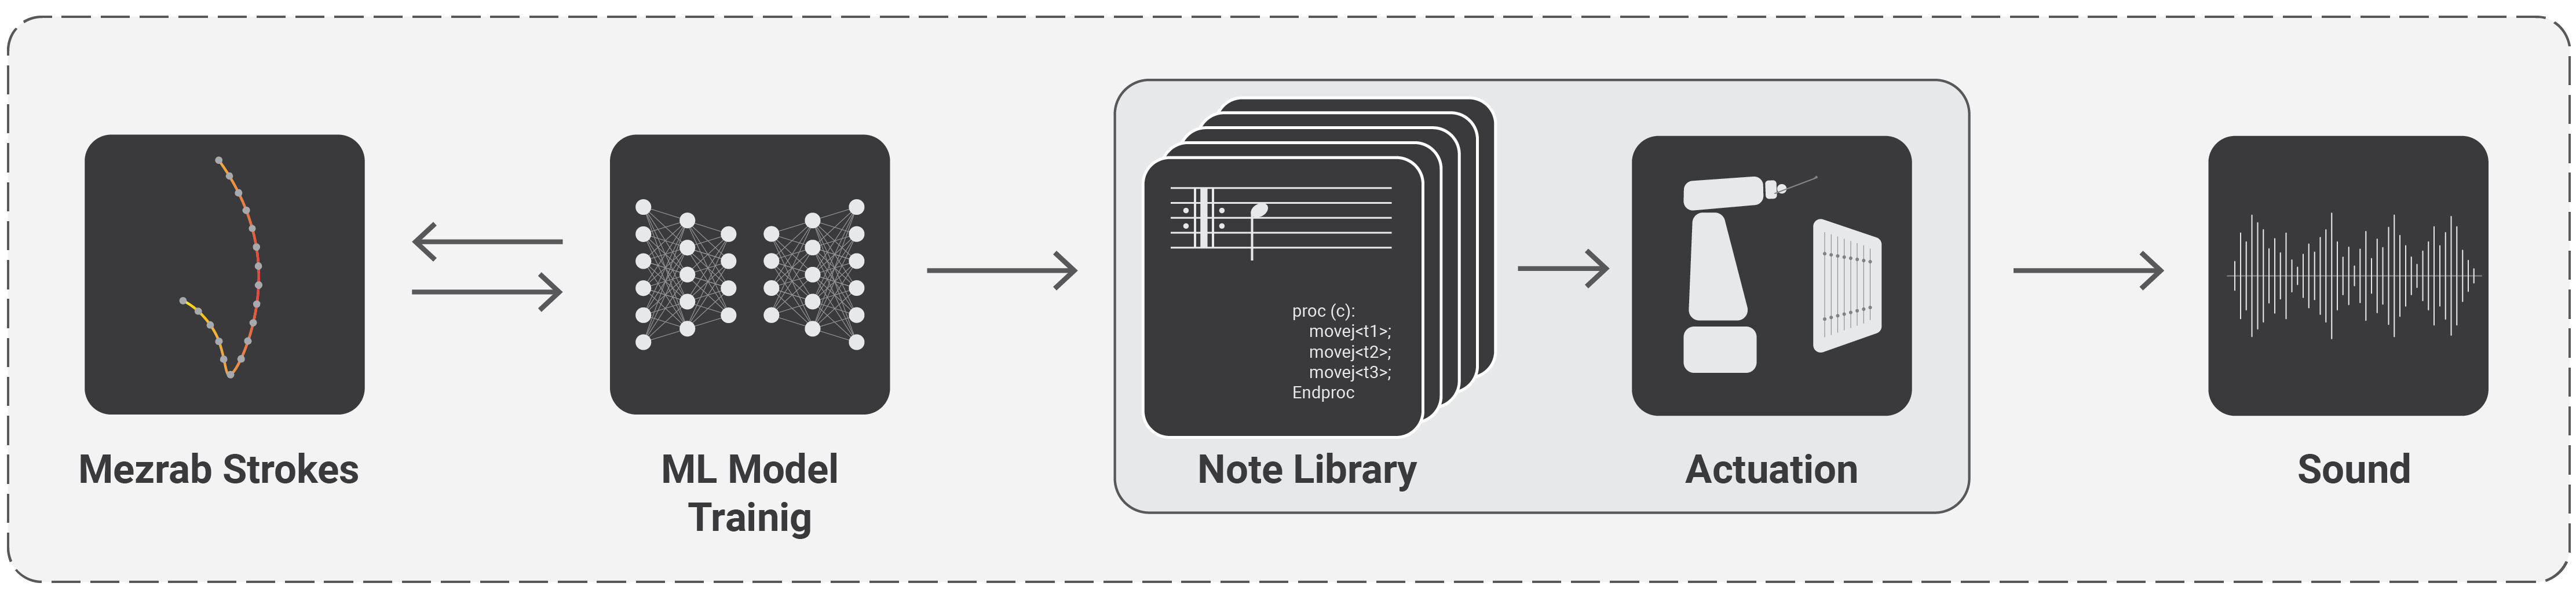 proc (c):
movej<t1>;
movej<t2>;
movej<t3>;
Endproc
Mezrab Strokes
ML Model
Trainig
Note Library
Actuation
Sound